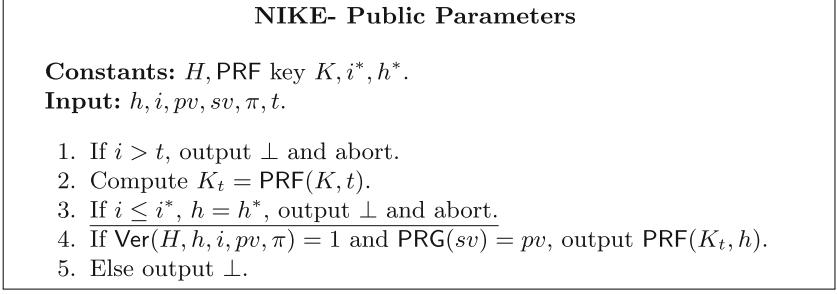 NIKE- Public Parameters
Constants: H, PRF key K, i*, h*.
Input: h, i, pv, sv, π, t.
1. If i > t, output ⊥ and abort.
2. Compute K_t = PRF(K, t).
3. If i ≤ i*, h = h*, output ⊥ and abort.
4. If Ver(H, h, i, pv, π) = 1 and PRG(sv) = pv, output PRF(K_t, h).
5. Else output ⊥.